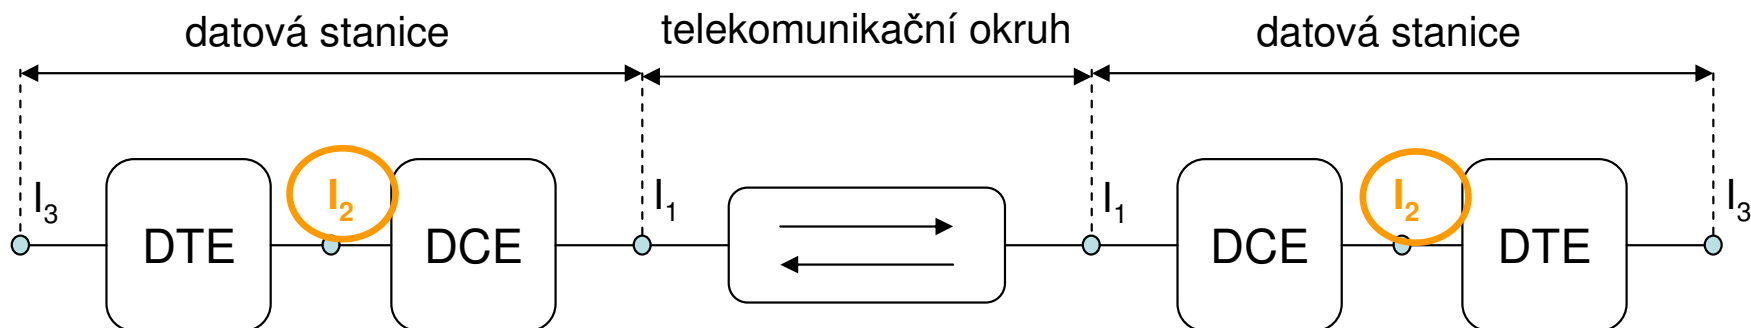 datová stanice telekomunikační okruh datová stanice
I₃ DTE I₂ DCE I₁ I₁ DCE I₂ DTE I₃